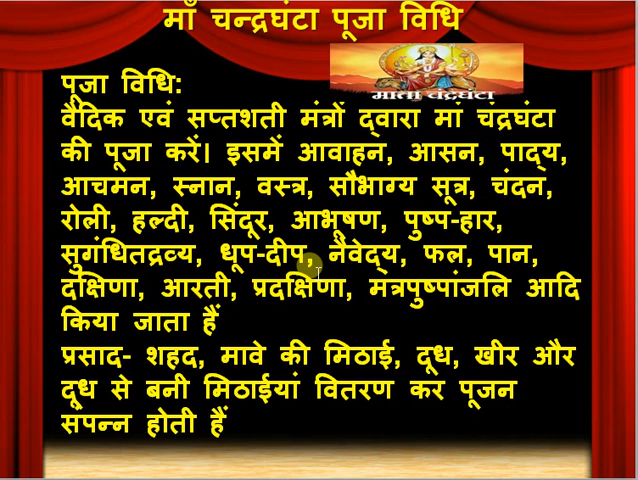 माँ चन्द्रघंटा पूजा विधि
माता चंद्रघंटा
पूजा विधि:
वैदिक एवं सप्तशती मंत्रों द्वारा मां चंद्रघंटा
की पूजा करें। इसमें आवाहन, आसन, पाद्य,
आचमन, स्नान, वस्त्र, सौभाग्य सूत्र, चंदन,
रोली, हल्दी, सिंदूर, आभूषण, पुष्प-हार,
सुगंधितद्रव्य, धूप-दीप, नैवेद्य, फल, पान,
दक्षिणा, आरती, प्रदक्षिणा, मंत्रपुष्पांजलि आदि
किया जाता हैं
प्रसाद- शहद, मावे की मिठाई, दूध, खीर और
दूध से बनी मिठाईयां वितरण कर पूजन
संपन्न होती हैं